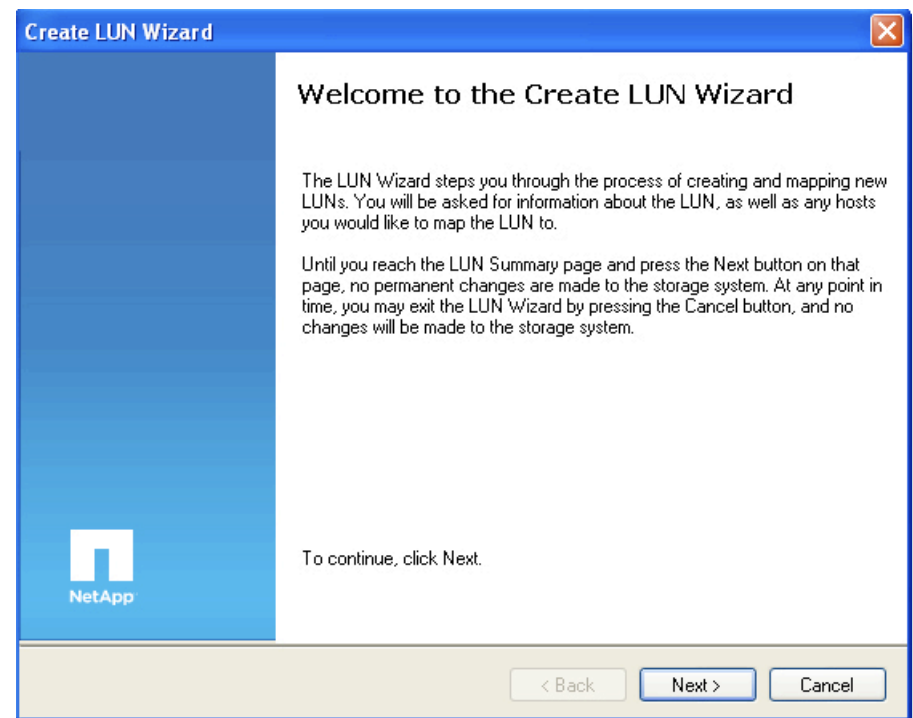 Create LUN Wizard
Welcome to the Create LUN Wizard
The LUN Wizard steps you through the process of creating and mapping new
LUNs. You will be asked for information about the LUN, as well as any hosts
you would like to map the LUN to.
Until you reach the LUN Summary page and press the Next button on that
page, no permanent changes are made to the storage system. At any point in
time, you may exit the LUN Wizard by pressing the Cancel button, and no
changes will be made to the storage system.
To continue, click Next.
NetApp
< Back
Next >
Cancel